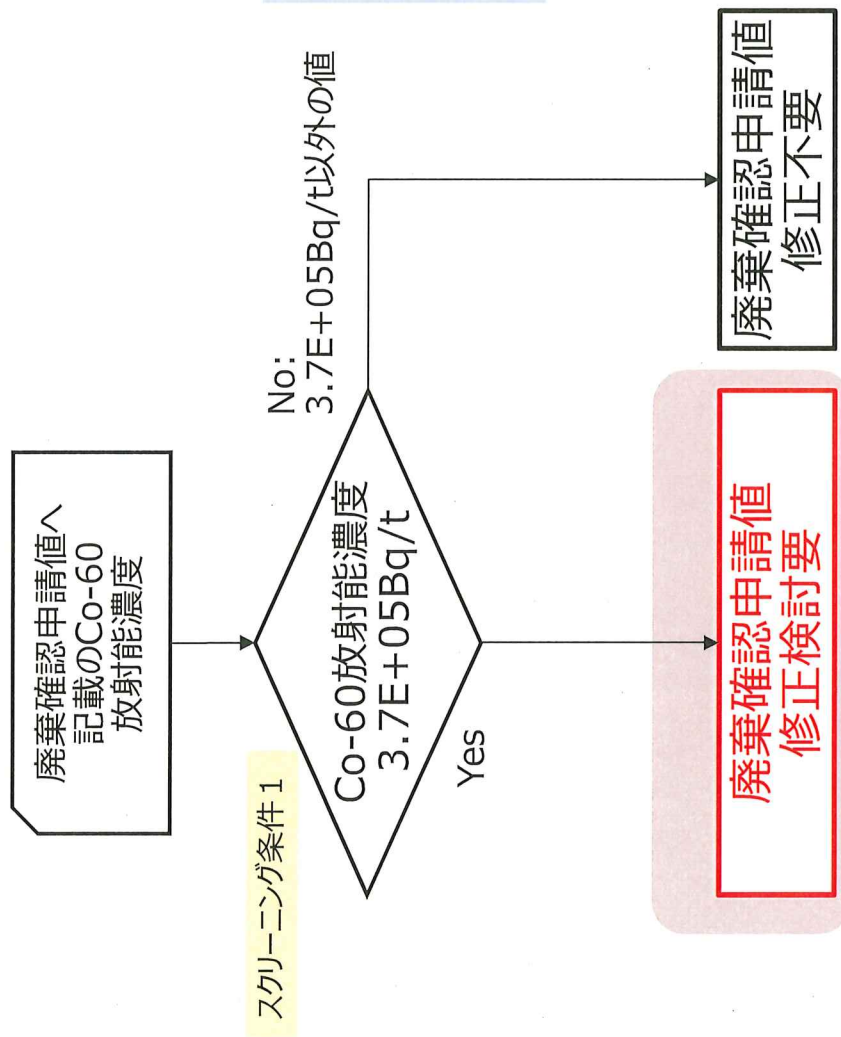 廃棄確認申請値へ
記載のCo-60
放射能濃度
スクリーニング条件1
Co-60放射能濃度
3.7E+05Bq/t
No:
3.7E+05Bq/t以外の値
Yes
廃棄確認申請値
修正検討要
廃棄確認申請値
修正不要